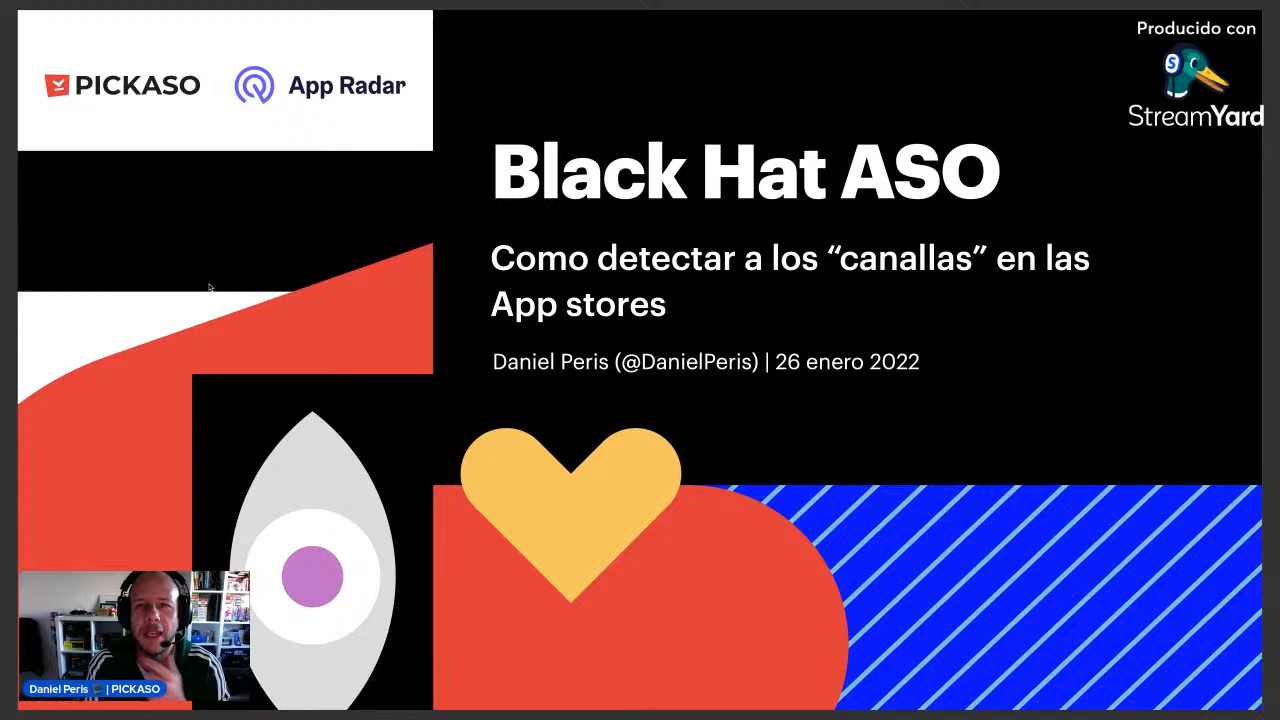 PICKASO
App Radar
Producido con
S
StreamYard
Black Hat ASO
Como detectar a los “canallas” en las
App stores
Daniel Peris (@DanielPeris) | 26 enero 2022
Daniel Peris 🎩 | PICKASO